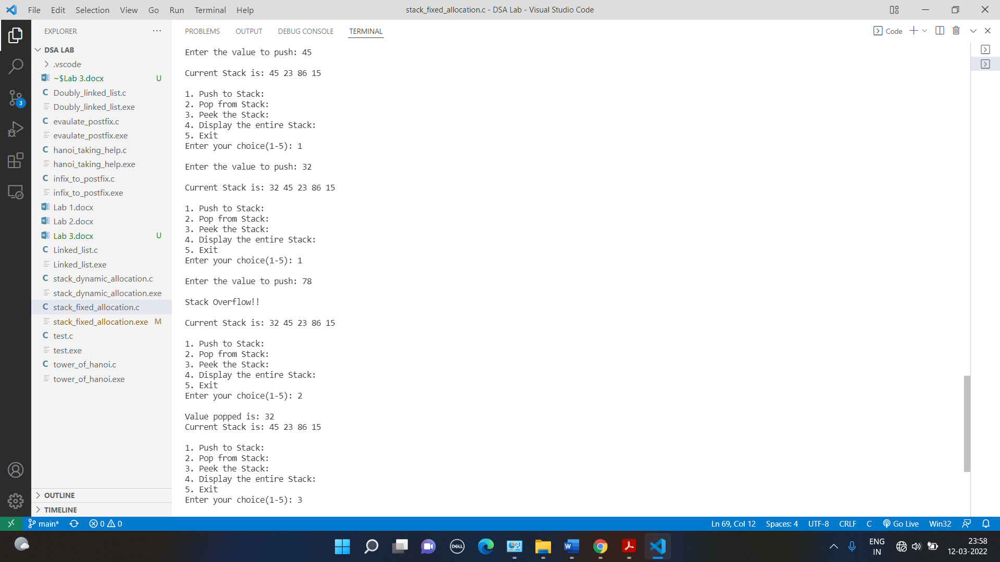 File Edit Selection View Go Run Terminal Help
stack_fixed_allocation.c - DSA Lab - Visual Studio Code
EXPLORER
DSA LAB
.vscode
~$Lab 3.docx U
Doubly_linked_list.c
Doubly_linked_list.exe
evaulate_postfix.c
evaulate_postfix.exe
hanoi_taking_help.c
hanoi_taking_help.exe
infix_to_postfix.c
infix_to_postfix.exe
Lab 1.docx
Lab 2.docx
Lab 3.docx U
Linked_list.c
Linked_list.exe
stack_dynamic_allocation.c
stack_dynamic_allocation.exe
stack_fixed_allocation.c
stack_fixed_allocation.exe M
test.c
test.exe
tower_of_hanoi.c
tower_of_hanoi.exe
OUTLINE
TIMELINE
3
PROBLEMS OUTPUT DEBUG CONSOLE TERMINAL
Code
Enter the value to push: 45
Current Stack is: 45 23 86 15
1. Push to Stack:
2. Pop from Stack:
3. Peek the Stack:
4. Display the entire Stack:
5. Exit
Enter your choice(1-5): 1
Enter the value to push: 32
Current Stack is: 32 45 23 86 15
1. Push to Stack:
2. Pop from Stack:
3. Peek the Stack:
4. Display the entire Stack:
5. Exit
Enter your choice(1-5): 1
Enter the value to push: 78
Stack Overflow!!
Current Stack is: 32 45 23 86 15
1. Push to Stack:
2. Pop from Stack:
3. Peek the Stack:
4. Display the entire Stack:
5. Exit
Enter your choice(1-5): 2
Value popped is: 32
Current Stack is: 45 23 86 15
1. Push to Stack:
2. Pop from Stack:
3. Peek the Stack:
4. Display the entire Stack:
5. Exit
Enter your choice(1-5): 3
main* 0 0
Ln 69, Col 12 Spaces: 4 UTF-8 CRLF C Go Live Win32
DELL
ENG
IN
23:58
12-03-2022